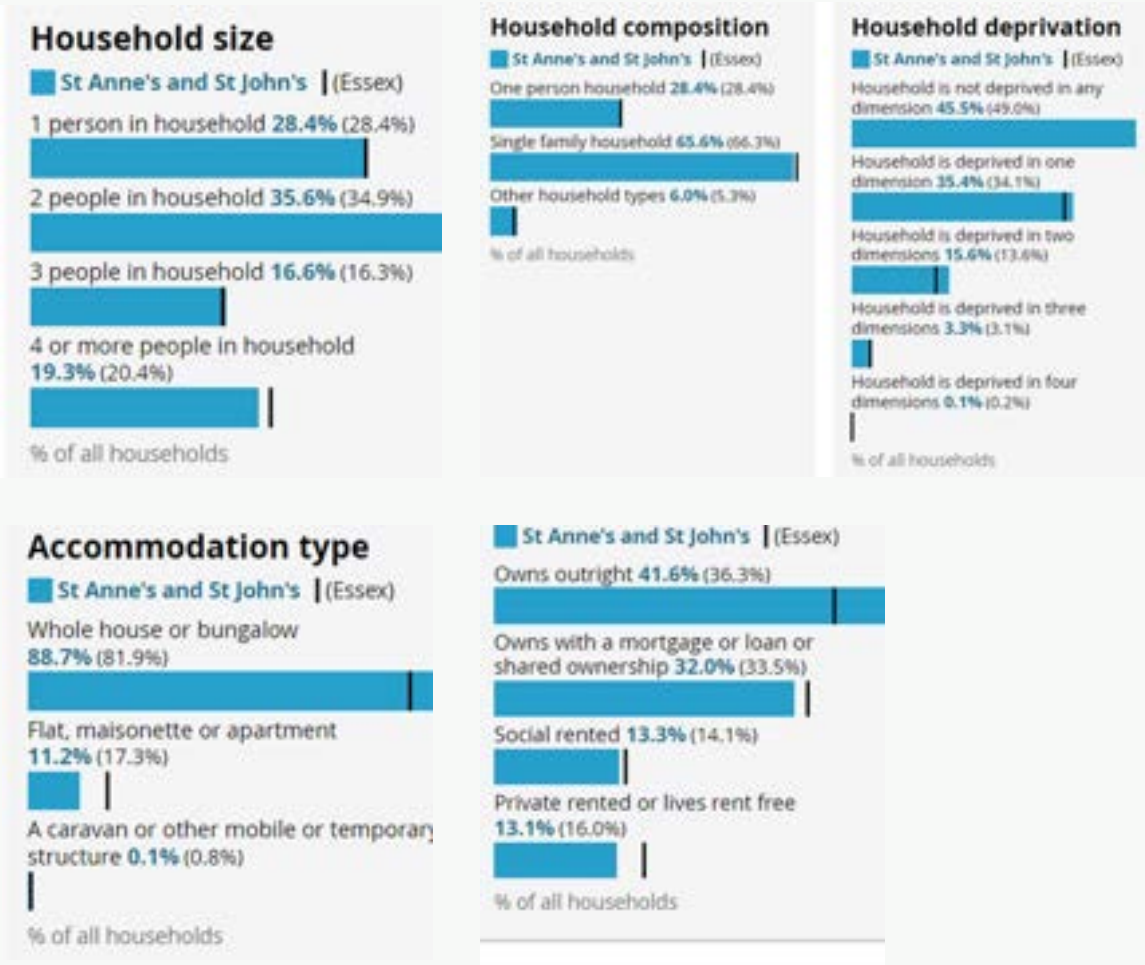 Household size
St Anne's and St John's (Essex)
1 person in household 28.4% (28.4%)
2 people in household 35.6% (34.9%)
3 people in household 16.6% (16.3%)
4 or more people in household
19.3% (20.4%)
% of all households
Household composition
St Anne's and St John's (Essex)
One person household 28.4% (28.4%)
Single family household 65.6% (66.3%)
Other household types 6.0% (5.3%)
% of all households
Household deprivation
St Anne's and St John's (Essex)
Household is not deprived in any
dimension 45.5% (49.0%)
Household is deprived in one
dimension 35.4% (34.1%)
Household is deprived in two
dimensions 15.6% (13.6%)
Household is deprived in three
dimensions 3.3% (3.1%)
Household is deprived in four
dimensions 0.1% (0.2%)
% of all households
Accommodation type
St Anne's and St John's (Essex)
Whole house or bungalow
88.7% (81.9%)
Flat, maisonette or apartment
11.2% (17.3%)
A caravan or other mobile or temporary
structure 0.1% (0.8%)
% of all households
St Anne's and St John's (Essex)
Owns outright 41.6% (36.3%)
Owns with a mortgage or loan or
shared ownership 32.0% (33.5%)
Social rented 13.3% (14.1%)
Private rented or lives rent free
13.1% (16.0%)
% of all households